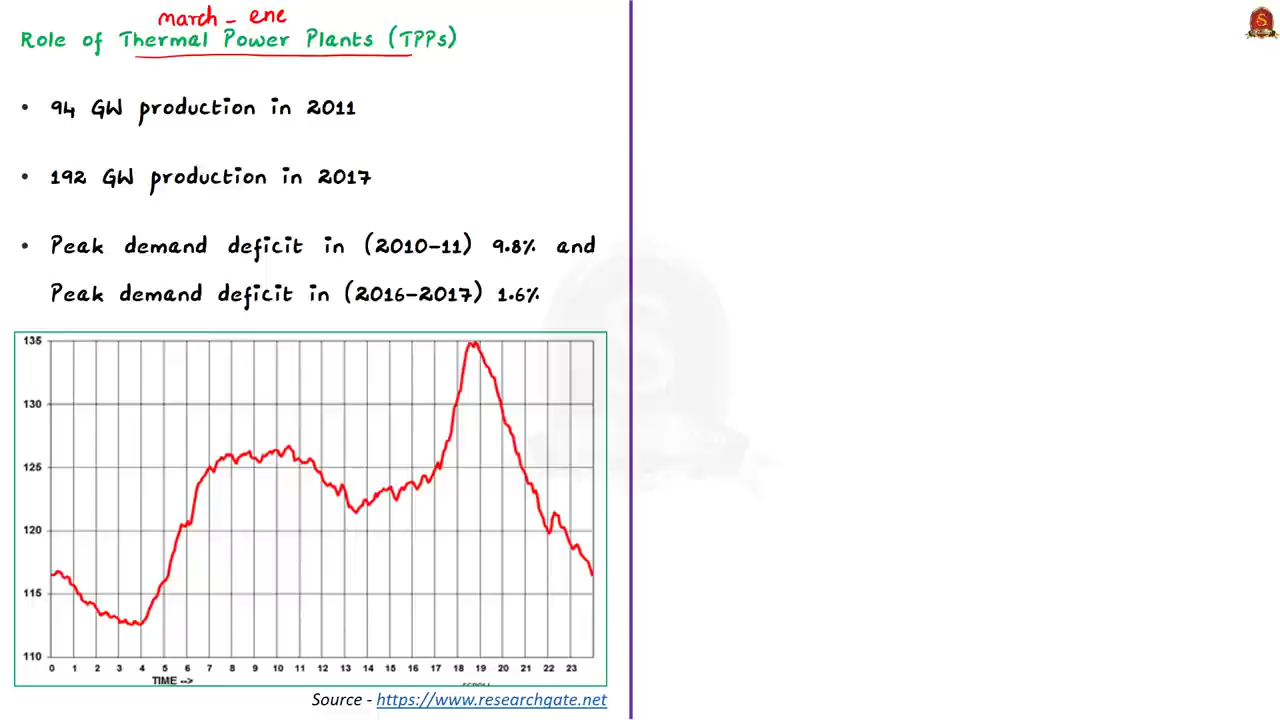 march - ene
Role of Thermal Power Plants (TPPs)
• 94 GW production in 2011
• 192 GW production in 2017
• Peak demand deficit in (2010-11) 9.8% and
Peak demand deficit in (2016-2017) 1.6%
135
130
125
120
115
110
0 1 2 3 4 5 6 7 8 9 10 11 12 13 14 15 16 17 18 19 20 21 22 23
TIME -->
Source - https://www.researchgate.net
S